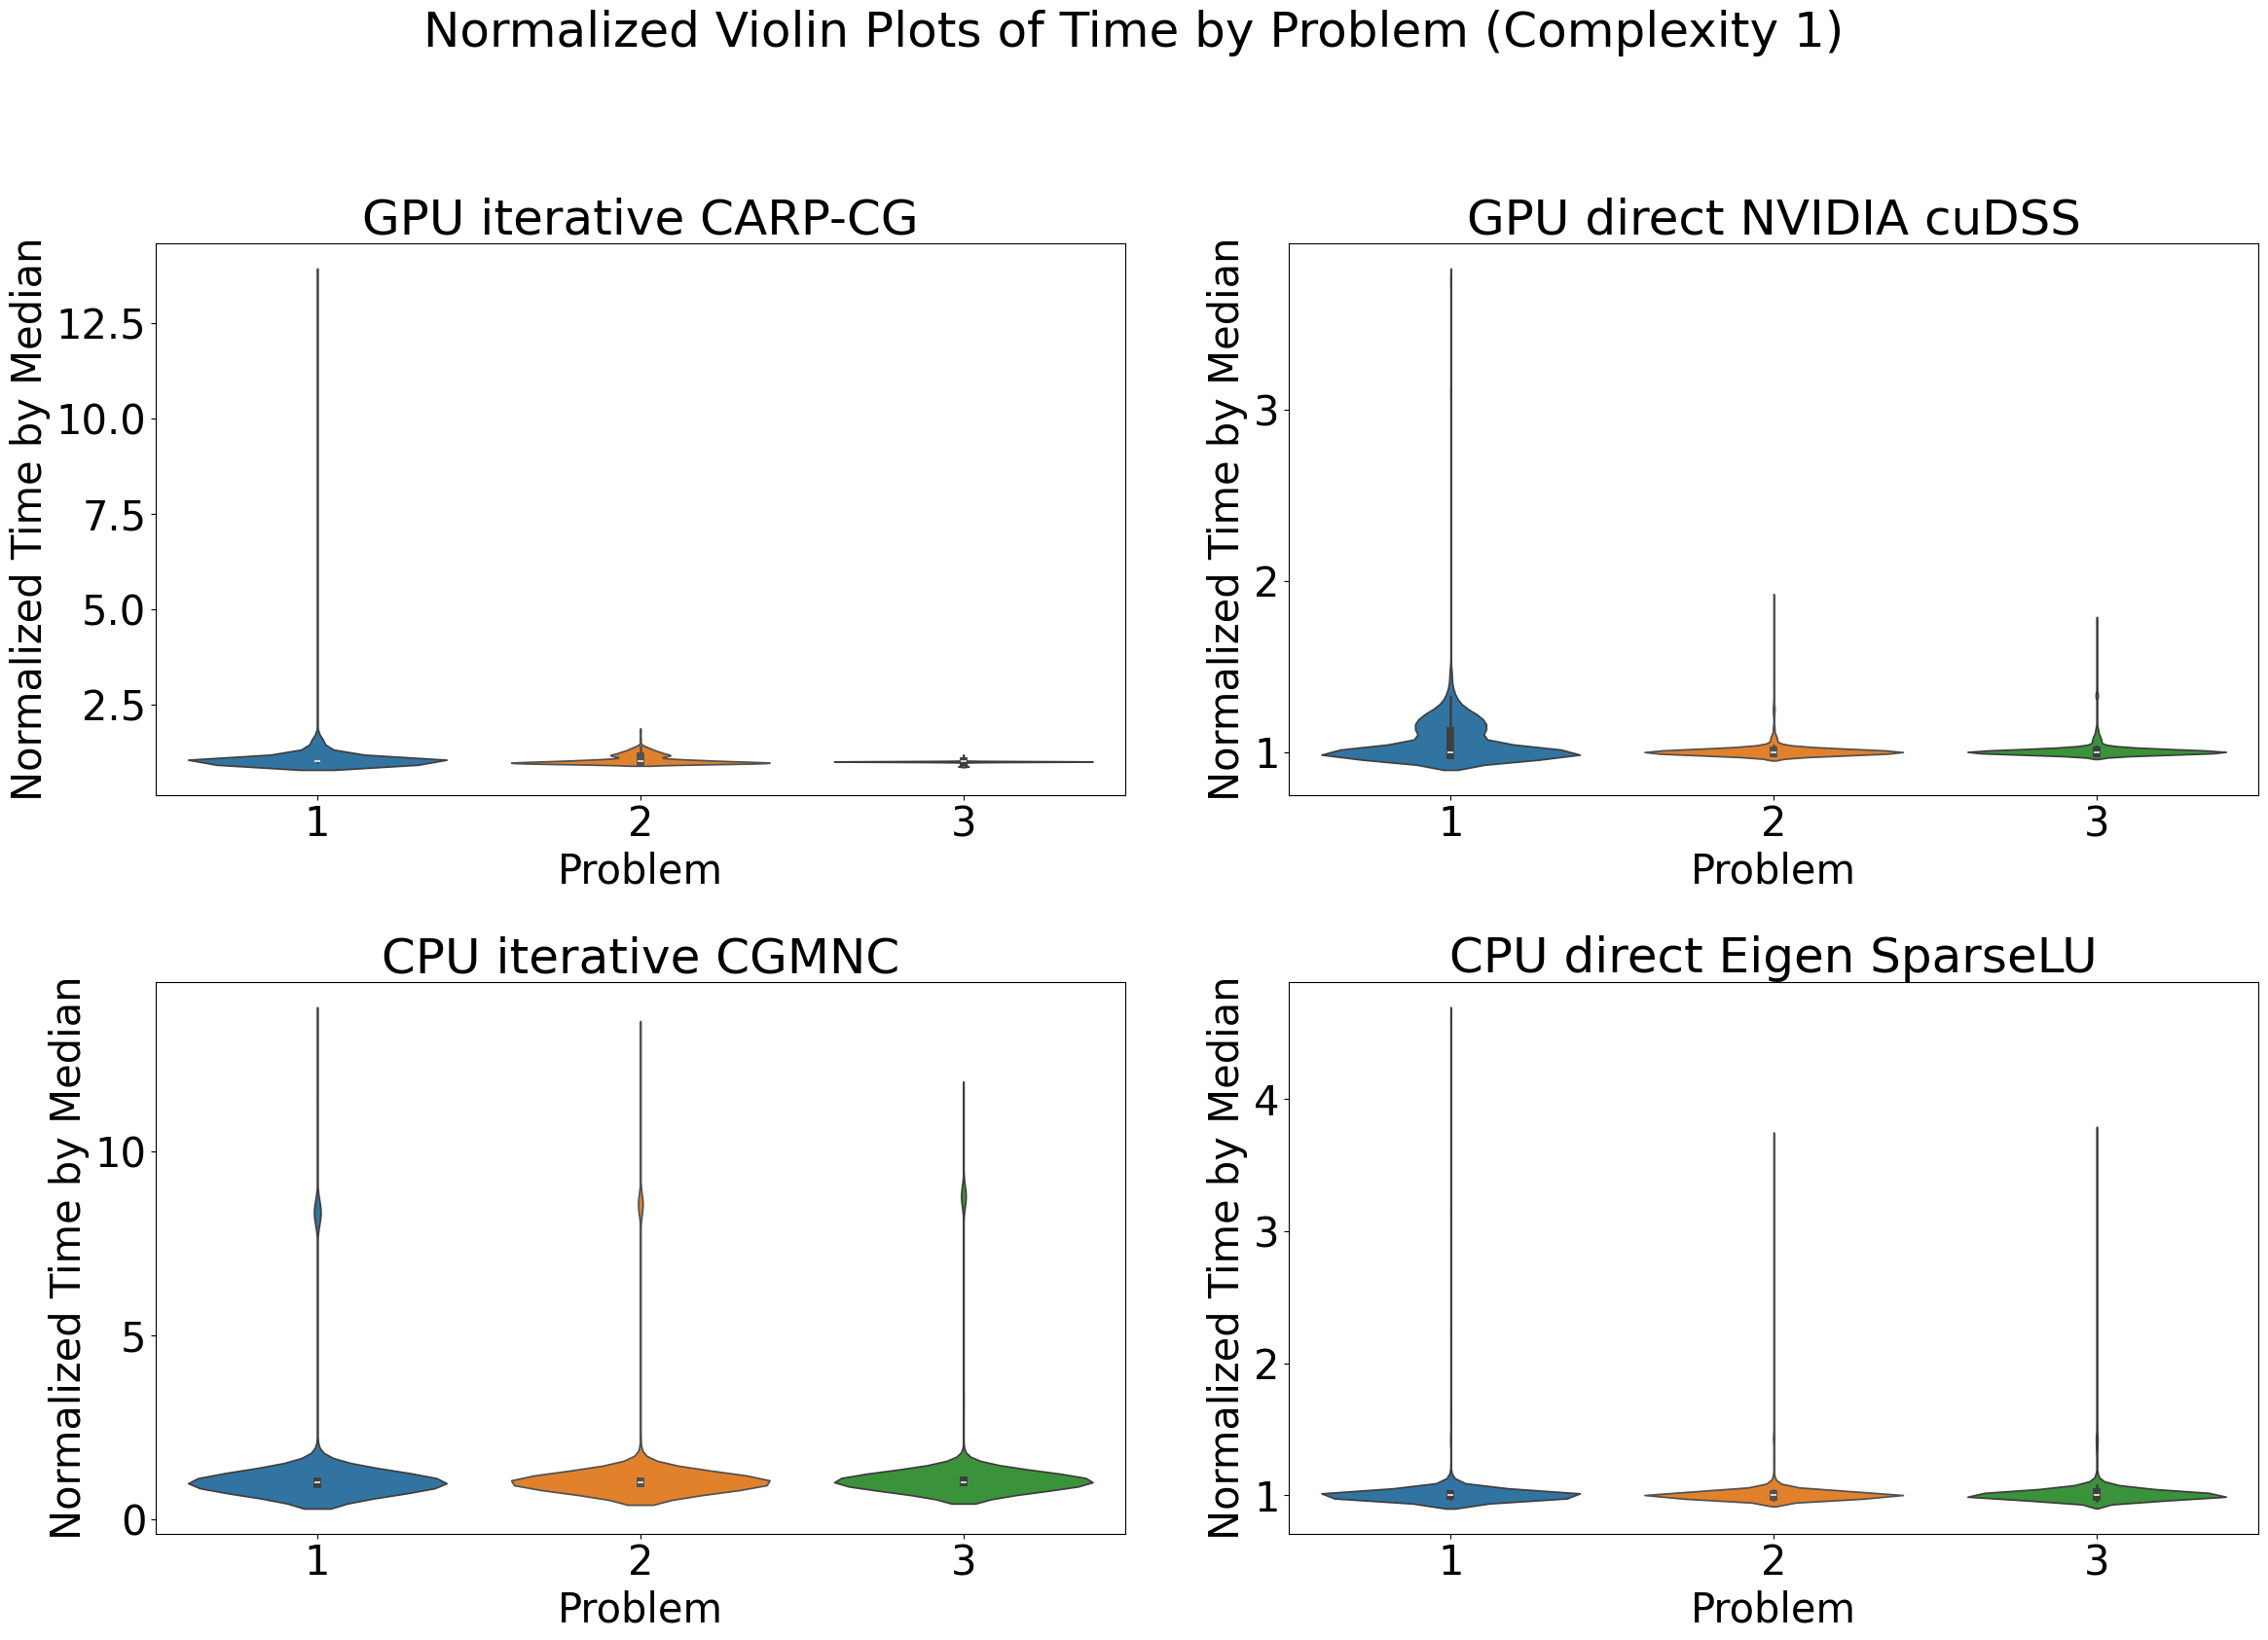 Normalized Violin Plots of Time by Problem (Complexity 1)
GPU iterative CARP-CG
Normalized Time by Median
12.5
10.0
7.5
5.0
2.5
1 2 3
Problem
GPU direct NVIDIA cuDSS
Normalized Time by Median
3
2
1
1 2 3
Problem
CPU iterative CGMNC
Normalized Time by Median
10
5
0
1 2 3
Problem
CPU direct Eigen SparseLU
Normalized Time by Median
4
3
2
1
1 2 3
Problem